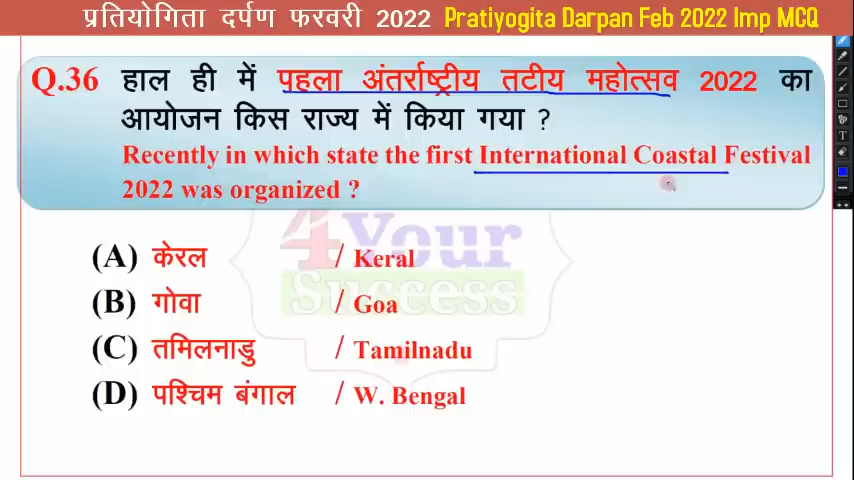 प्रतियोगिता दर्पण फरवरी 2022 Pratiyogita Darpan Feb 2022 Imp MCQ
Q.36 हाल ही में पहला अंतर्राष्ट्रीय तटीय महोत्सव 2022 का
आयोजन किस राज्य में किया गया ?
Recently in which state the first International Coastal Festival
2022 was organized ?
4Your
Success
(A) केरल / Keral
(B) गोवा / Goa
(C) तमिलनाडु / Tamilnadu
(D) पश्चिम बंगाल / W. Bengal